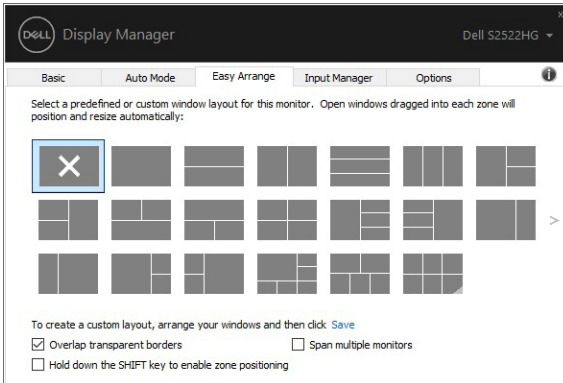 x
DELL Display Manager Dell S2522HG
Basic Auto Mode Easy Arrange Input Manager Options i
Select a predefined or custom window layout for this monitor. Open windows dragged into each zone will
position and resize automatically:
>
To create a custom layout, arrange your windows and then click Save
Overlap transparent borders Span multiple monitors
Hold down the SHIFT key to enable zone positioning